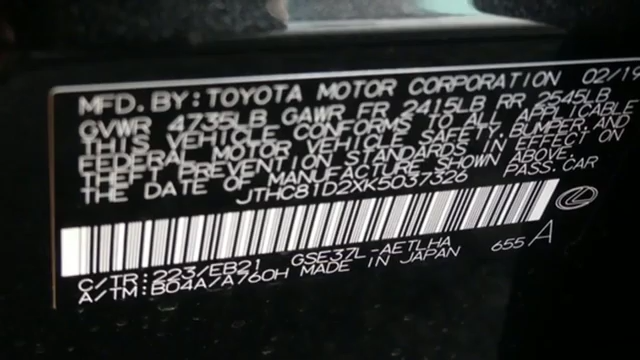 MFD. BY: TOYOTA MOTOR CORPORATION 02/19
GVWR 4735LB GAWR FR 2415LB RR 2545LB
THIS VEHICLE CONFORMS TO ALL APPLICABLE
FEDERAL MOTOR VEHICLE SAFETY, BUMPER, AND
THEFT PREVENTION STANDARDS IN EFFECT ON
THE DATE OF MANUFACTURE SHOWN ABOVE.
JTHC81D2XK5037326 PASS. CAR
C/TR: 223/EB21 GSE37L-AETLHA 655 A
A/TM: B04A/A760H MADE IN JAPAN